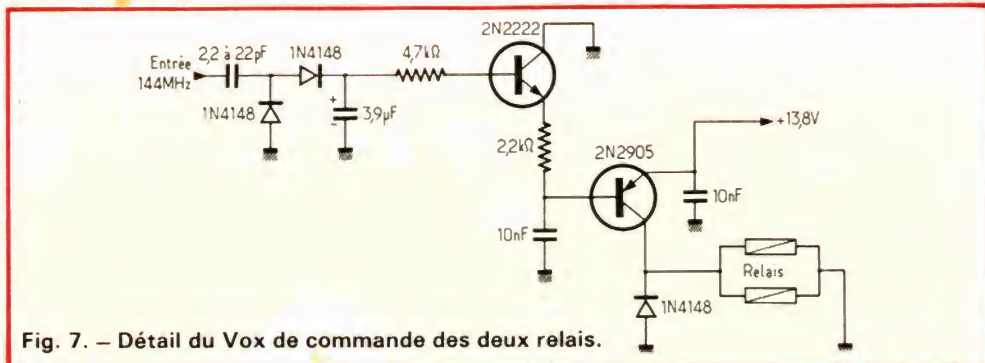 2N2222
2,2 à 22pF
1N4148
4,7kΩ
Entrée
144MHz
1N4148
+
3,9µF
-
+13,8V
2,2kΩ
2N2905
10nF
10nF
Relais
1N4148
Fig. 7. — Détail du Vox de commande des deux relais.